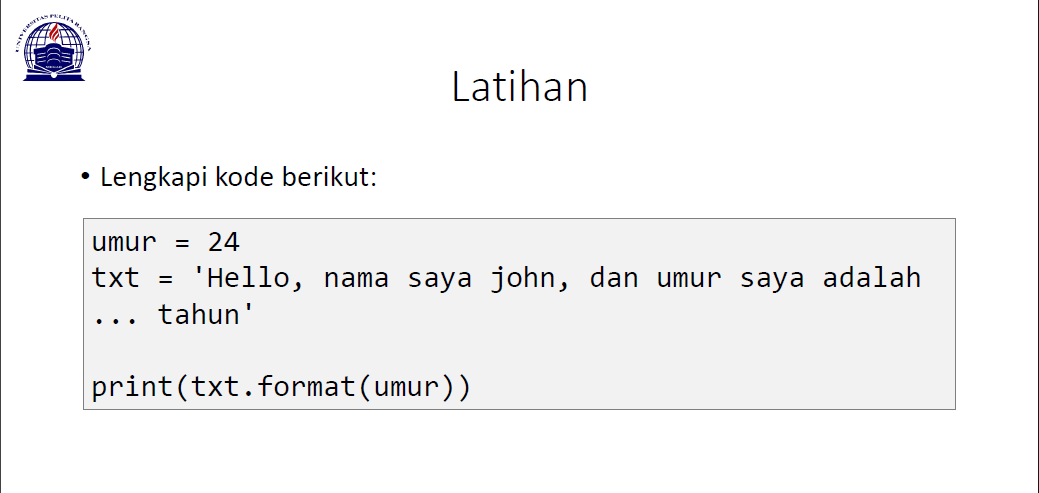 UNIVERSITAS PELITA BANGSA
Latihan
• Lengkapi kode berikut:
umur = 24
txt = 'Hello, nama saya john, dan umur saya adalah
... tahun'
print(txt.format(umur))